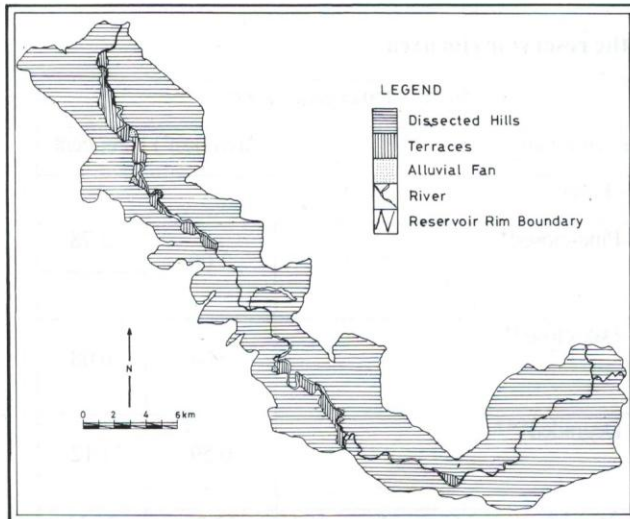 LEGEND
Dissected Hills
Terraces
Alluvial Fan
River
Reservoir Rim Boundary
N
0 2 4 6 km